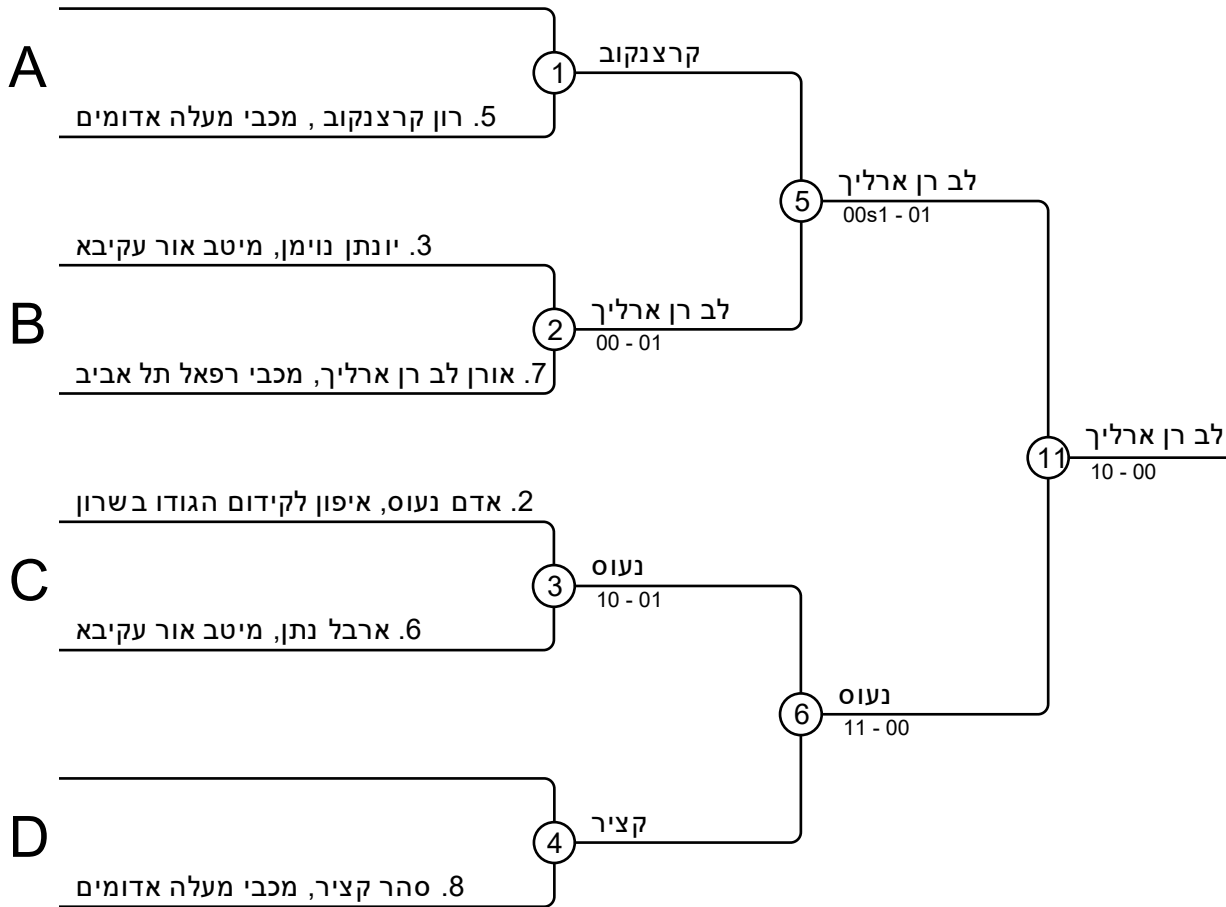 A
1
קרצנקוב
5. רון קרצנקוב , מכבי מעלה אדומים
5
לב רן ארליך
00s1 - 01
3. יונתן נוימן, מיטב אור עקיבא
B
2
לב רן ארליך
00 - 01
7. אורן לב רן ארליך, מכבי רפאל תל אביב
11
לב רן ארליך
10 - 00
2. אדם נעוס, איפון לקידום הגודו בשרון
C
3
נעוס
10 - 01
6. ארבל נתן, מיטב אור עקיבא
6
נעוס
11 - 00
D
4
קציר
8. סהר קציר, מכבי מעלה אדומים